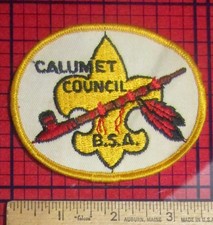 CALUMET
COUNCIL
B.S.A.
1 2 3